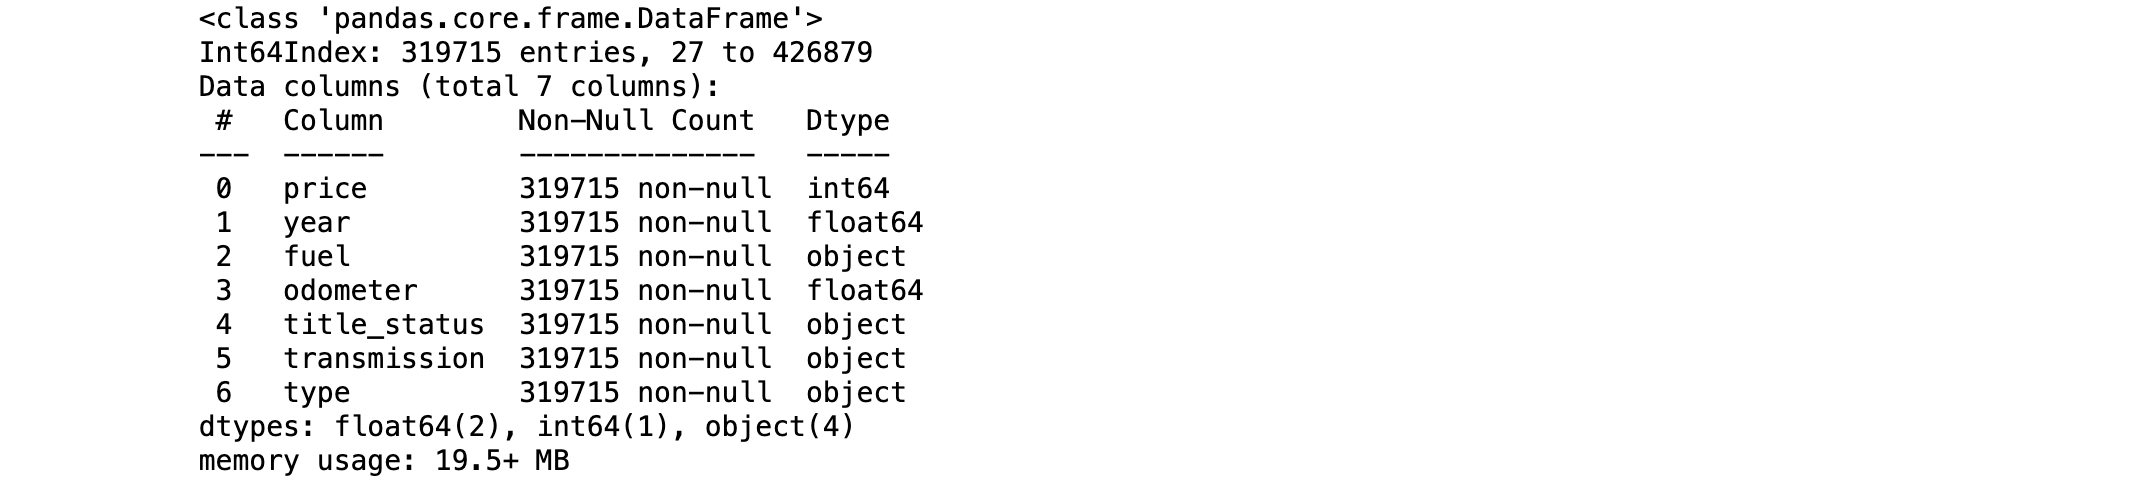 <class 'pandas.core.frame.DataFrame'>
Int64Index: 319715 entries, 27 to 426879
Data columns (total 7 columns):
 #   Column        Non-Null Count   Dtype
---  ------        --------------   -----
 0   price         319715 non-null  int64
 1   year          319715 non-null  float64
 2   fuel          319715 non-null  object
 3   odometer      319715 non-null  float64
 4   title_status  319715 non-null  object
 5   transmission  319715 non-null  object
 6   type          319715 non-null  object
dtypes: float64(2), int64(1), object(4)
memory usage: 19.5+ MB